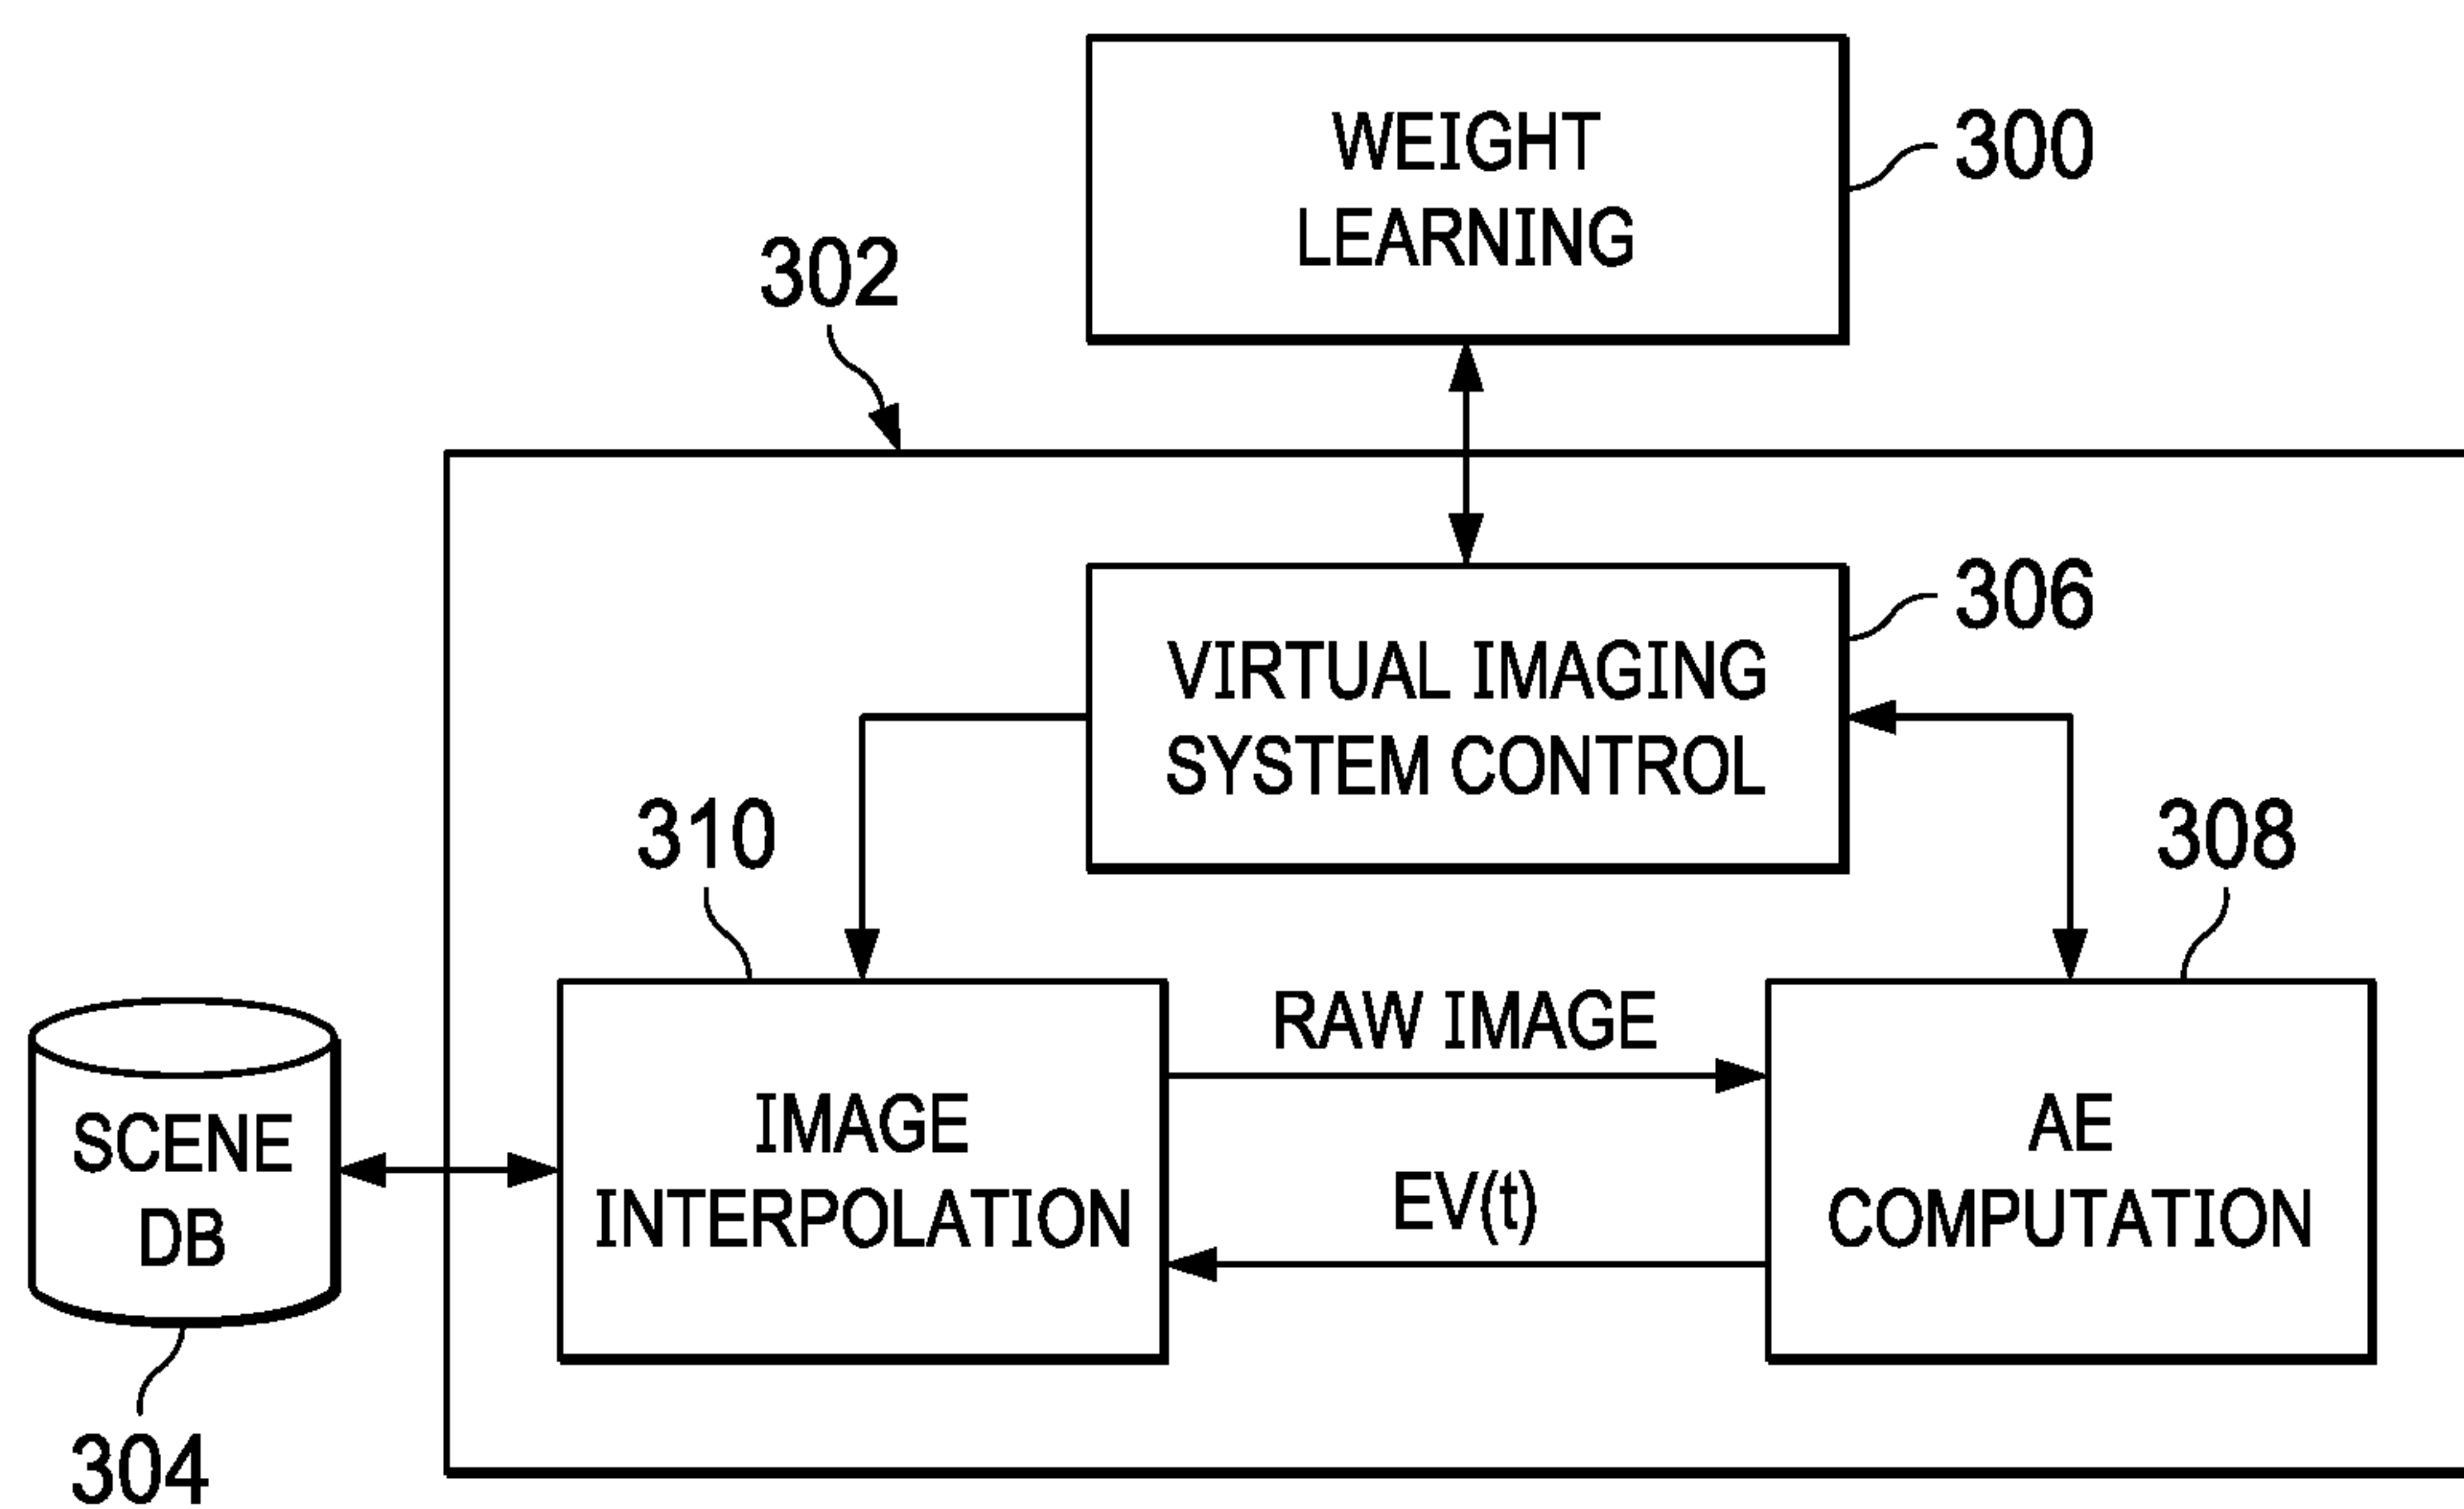 WEIGHT
LEARNING
300
302
306
VIRTUAL IMAGING
SYSTEM CONTROL
310
308
RAW IMAGE
SCENE
DB
IMAGE
INTERPOLATION
EV(t)
AE
COMPUTATION
304